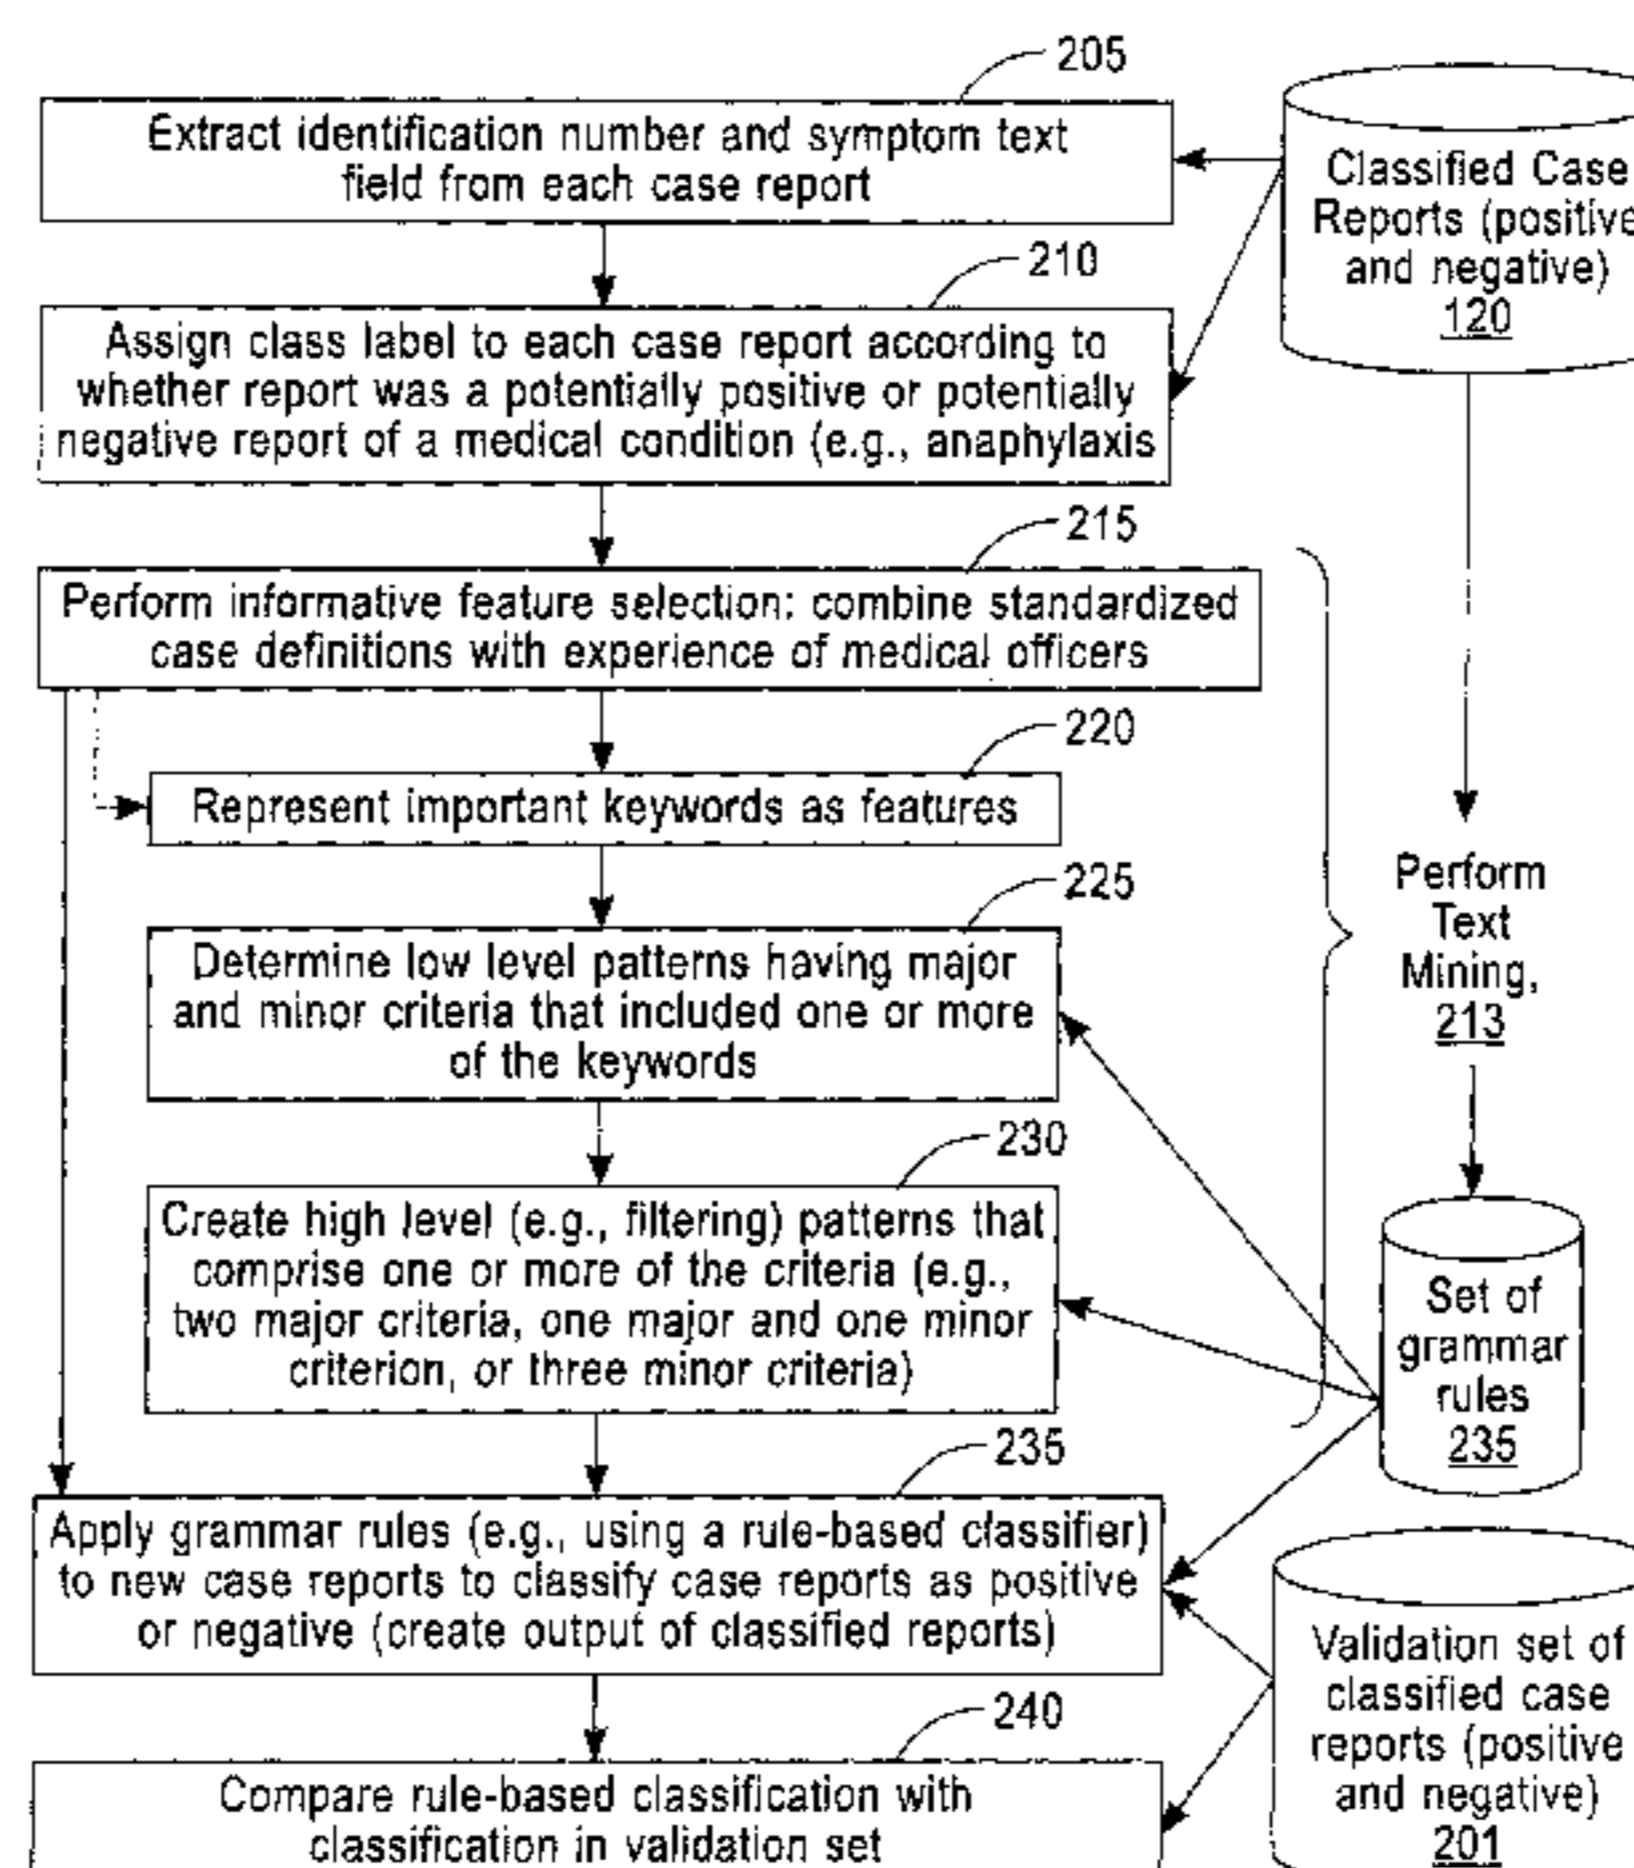 205
Extract identification number and symptom text
field from each case report
Classified Case
Reports (positive
and negative)
120
210
Assign class label to each case report according to
whether report was a potentially positive or potentially
negative report of a medical condition (e.g., anaphylaxis
215
Perform informative feature selection: combine standardized
case definitions with experience of medical officers
220
Represent important keywords as features
225
Determine low level patterns having major
and minor criteria that included one or more
of the keywords
Perform
Text
Mining,
213
230
Create high level (e.g., filtering) patterns that
comprise one or more of the criteria (e.g.,
two major criteria, one major and one minor
criterion, or three minor criteria)
Set of
grammar
rules
235
235
Apply grammar rules (e.g., using a rule-based classifier)
to new case reports to classify case reports as positive
or negative (create output of classified reports)
Validation set of
classified case
reports (positive
and negative)
201
240
Compare rule-based classification with
classification in validation set